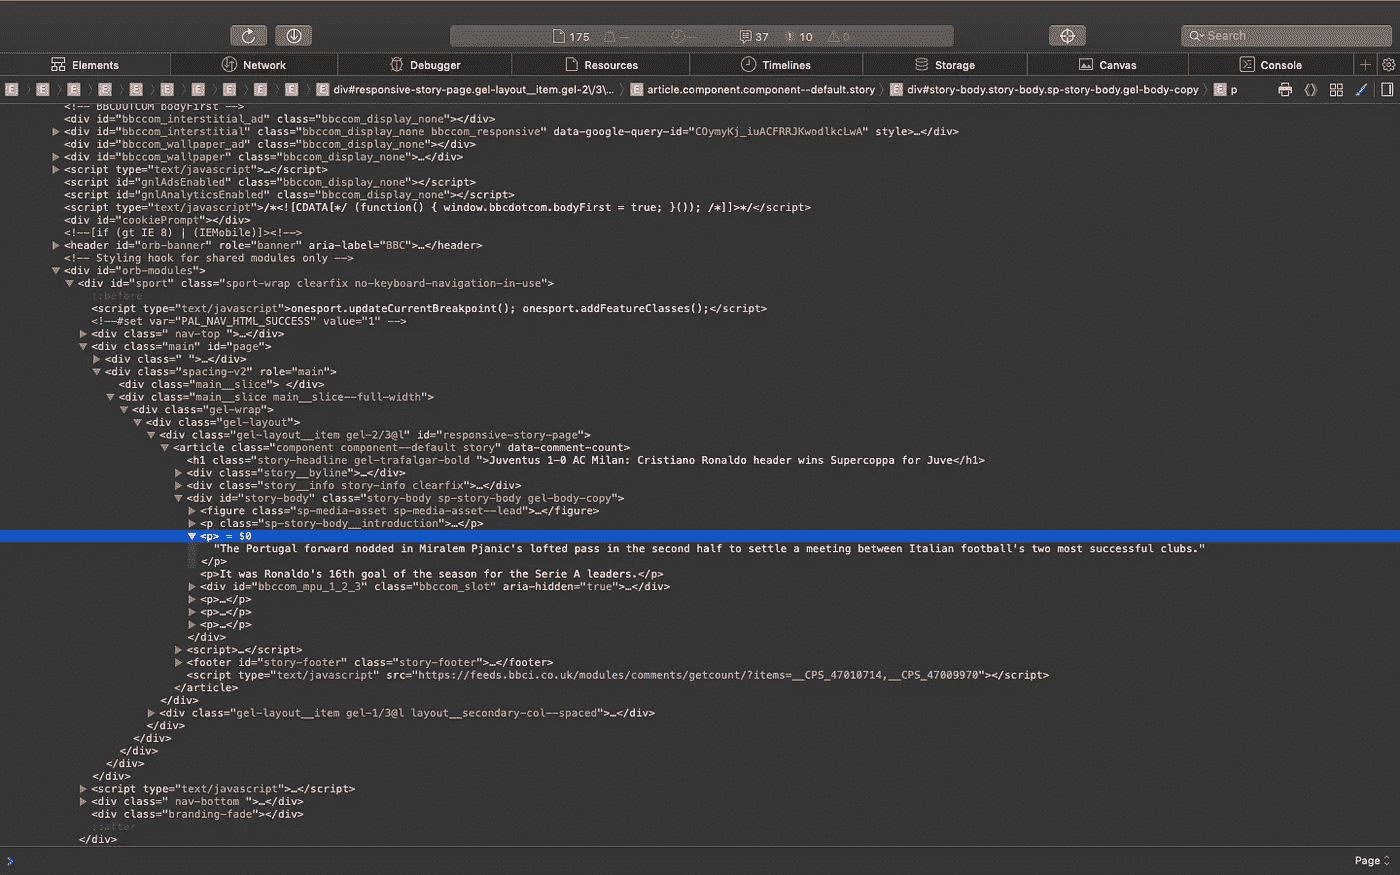 175 — — 37 10 0 Search
Elements Network Debugger Resources Timelines Storage Canvas Console
E E E E E E E E E E E div#responsive-story-page.gel-layout__item.gel-2\/3\... E article.component.component--default.story E div#story-body.story-body.sp-story-body.gel-body-copy E p
<!-- BBCDOTCOM bodyFirst -->
<div id="bbccom_interstitial_ad" class="bbccom_display_none"></div>
<div id="bbccom_interstitial" class="bbccom_display_none bbccom_responsive" data-google-query-id="COymyKj_iuACFRRJKwodlkcLwA" style>…</div>
<div id="bbccom_wallpaper_ad" class="bbccom_display_none"></div>
<div id="bbccom_wallpaper" class="bbccom_display_none">…</div>
<script type="text/javascript">…</script>
<script id="gnlAdsEnabled" class="bbccom_display_none"></script>
<script id="gnlAnalyticsEnabled" class="bbccom_display_none"></script>
<script type="text/javascript">/*<![CDATA[*/ (function() { window.bbcdotcom.bodyFirst = true; }()); /*]]>*/</script>
<div id="cookiePrompt"></div>
<!--[if (gt IE 8) | (IEMobile)]><!-->
<header id="orb-banner" role="banner" aria-label="BBC">…</header>
<!-- Styling hook for shared modules only -->
<div id="orb-modules">
<div id="sport" class="sport-wrap clearfix no-keyboard-navigation-in-use">
::before
<script type="text/javascript">onesport.updateCurrentBreakpoint(); onesport.addFeatureClasses();</script>
<!--#set var="PAL_NAV_HTML_SUCCESS" value="1" -->
<div class=" nav-top ">…</div>
<div class="main" id="page">
<div class=" ">…</div>
<div class="spacing-v2" role="main">
<div class="main__slice"> </div>
<div class="main__slice main__slice--full-width">
<div class="gel-wrap">
<div class="gel-layout">
<div class="gel-layout__item gel-2/3@l" id="responsive-story-page">
<article class="component component--default story" data-comment-count>
<h1 class="story-headline gel-trafalgar-bold ">Juventus 1-0 AC Milan: Cristiano Ronaldo header wins Supercoppa for Juve</h1>
<div class="story__byline">…</div>
<div class="story__info story-info clearfix">…</div>
<div id="story-body" class="story-body sp-story-body gel-body-copy">
<figure class="sp-media-asset sp-media-asset--lead">…</figure>
<p class="sp-story-body__introduction">…</p>
<p> = $0
"The Portugal forward nodded in Miralem Pjanic's lofted pass in the second half to settle a meeting between Italian football's two most successful clubs."
</p>
<p>It was Ronaldo's 16th goal of the season for the Serie A leaders.</p>
<div id="bbccom_mpu_1_2_3" class="bbccom_slot" aria-hidden="true">…</div>
<p>…</p>
<p>…</p>
<p>…</p>
</div>
<script>…</script>
<footer id="story-footer" class="story-footer">…</footer>
<script type="text/javascript" src="https://feeds.bbci.co.uk/modules/comments/getcount/?items=__CPS_47010714,__CPS_47009970"></script>
</article>
</div>
<div class="gel-layout__item gel-1/3@l layout__secondary-col--spaced">…</div>
</div>
</div>
</div>
</div>
</div>
<script type="text/javascript">…</script>
<div class=" nav-bottom ">…</div>
<div class="branding-fade"></div>
::after
</div>
Page